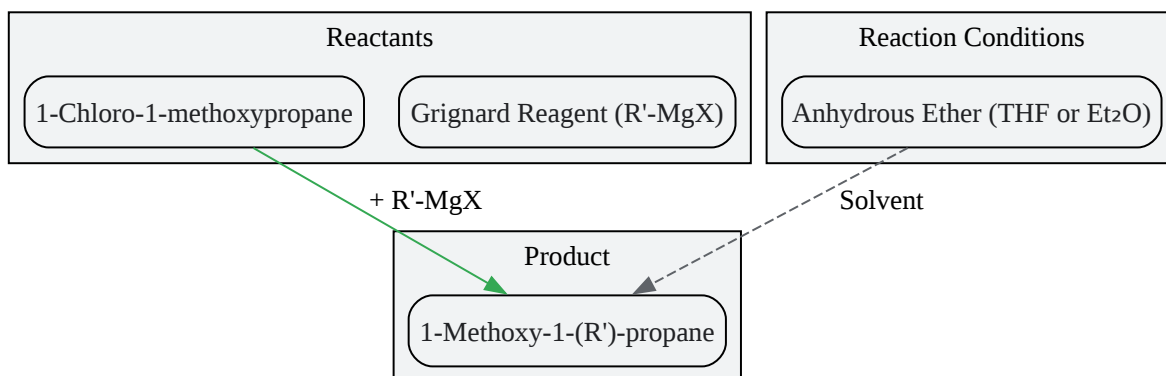 Reactants
Reaction Conditions
1-Chloro-1-methoxypropane
Grignard Reagent (R'-MgX)
Anhydrous Ether (THF or Et₂O)
+ R'-MgX
Solvent
Product
1-Methoxy-1-(R')-propane